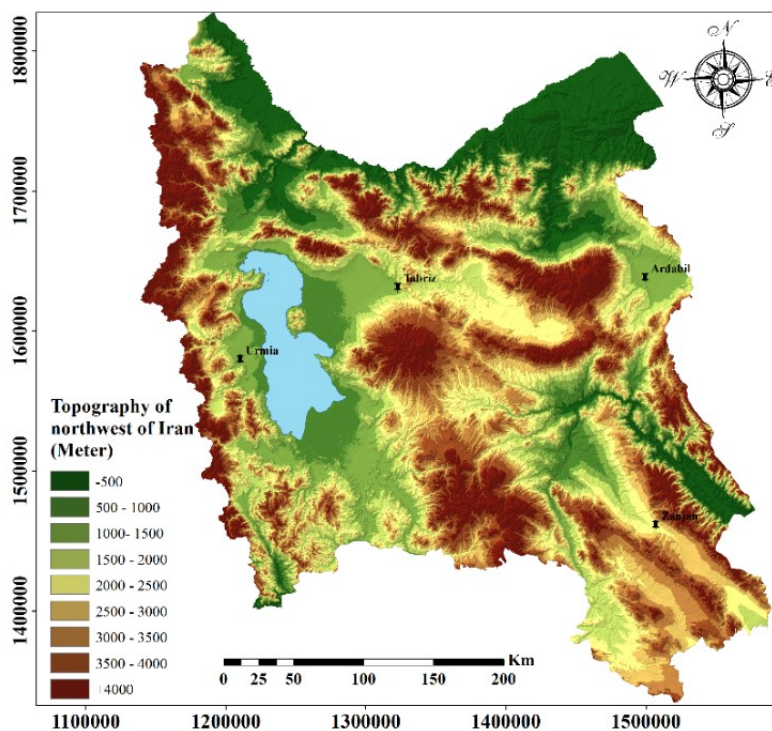 N
W
E
S
1800000
1700000
1600000
1500000
1400000
Tabriz
Ardabil
Urmia
Zanjan
Topography of
northwest of Iran
(Meter)
-500
500 - 1000
1000- 1500
1500 - 2000
2000 - 2500
2500 - 3000
3000 - 3500
3500 - 4000
+4000
Km
0 25 50 100 150 200
1100000 1200000 1300000 1400000 1500000